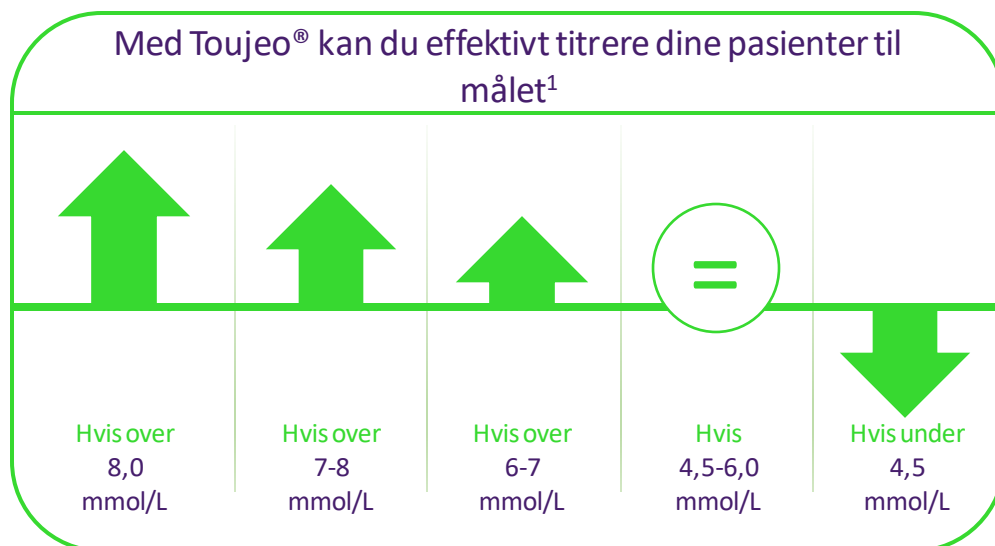 Med Toujeo® kan du effektivt titrere dine pasienter til
målet¹
=
Hvis over
8,0
mmol/L
Hvis over
7-8
mmol/L
Hvis over
6-7
mmol/L
Hvis
4,5-6,0
mmol/L
Hvis under
4,5
mmol/L